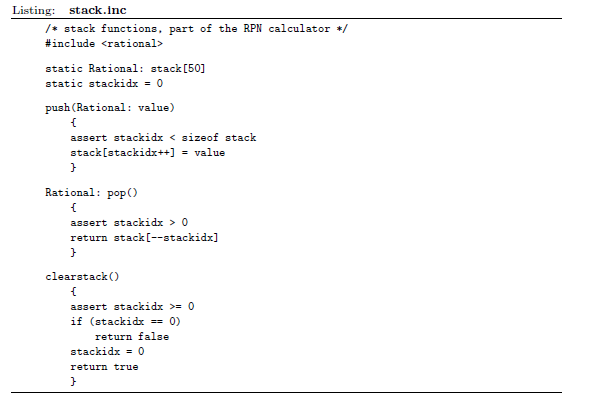 Listing: stack.inc
/* stack functions, part of the RPN calculator */
#include <rational>
static Rational: stack[50]
static stackidx = 0
push(Rational: value)
{
assert stackidx < sizeof stack
stack[stackidx++] = value
}
Rational: pop()
{
assert stackidx > 0
return stack[--stackidx]
}
clearstack()
{
assert stackidx >= 0
if (stackidx == 0)
return false
stackidx = 0
return true
}